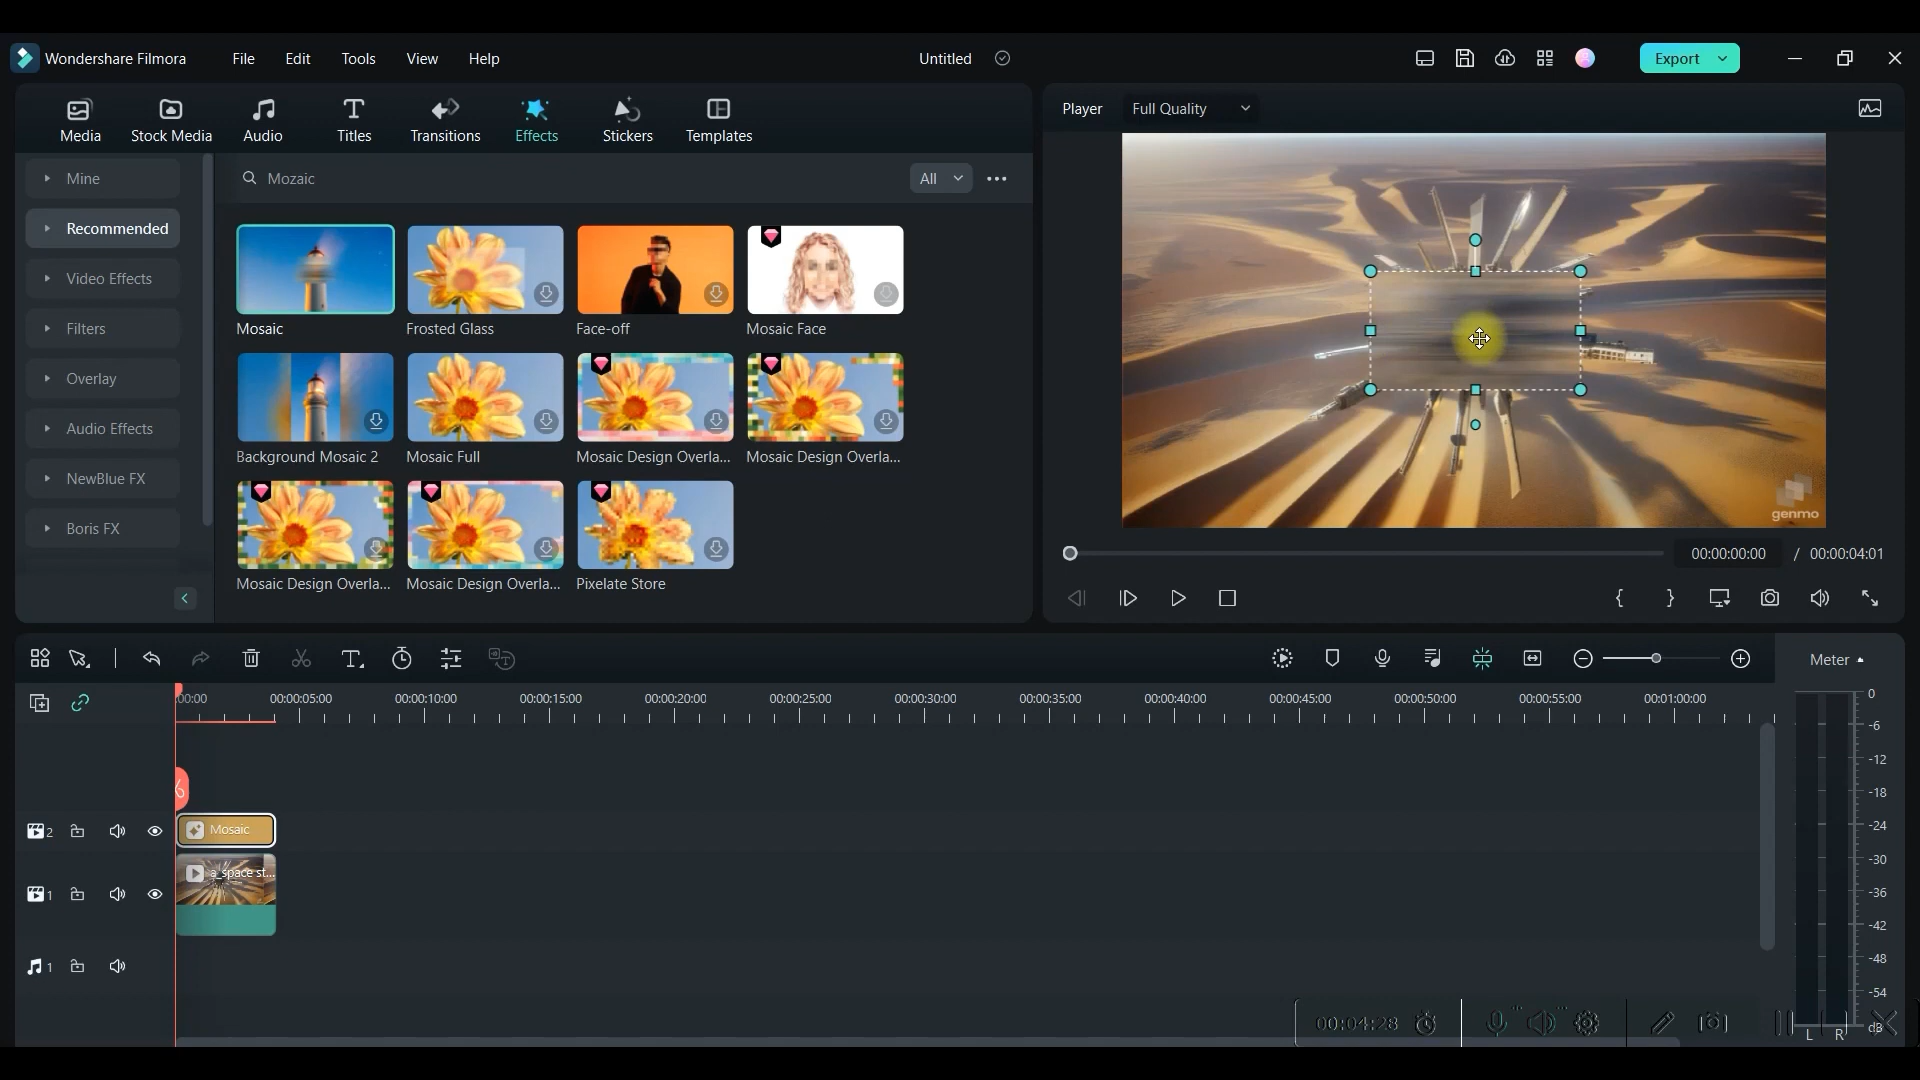 Wondershare Filmora
File
Edit
Tools
View
Help
Untitled
Export
Media
Stock Media
Audio
Titles
Transitions
Effects
Stickers
Templates
Player
Full Quality
Mine
Recommended
Video Effects
Filters
Overlay
Audio Effects
NewBlue FX
Boris FX
Mozaic
All
Mosaic
Frosted Glass
Face-off
Mosaic Face
Background Mosaic 2
Mosaic Full
Mosaic Design Overla...
Mosaic Design Overla...
Mosaic Design Overla...
Mosaic Design Overla...
Pixelate Store
genmo
00:00:00:00 / 00:00:04:01
Meter
:00:00
00:00:05:00
00:00:10:00
00:00:15:00
00:00:20:00
00:00:25:00
00:00:30:00
00:00:35:00
00:00:40:00
00:00:45:00
00:00:50:00
00:00:55:00
00:01:00:00
2
Mosaic
1
a_space st...
1
0
-6
-12
-18
-24
-30
-36
-42
-48
-54
dB
L R
00:04:28